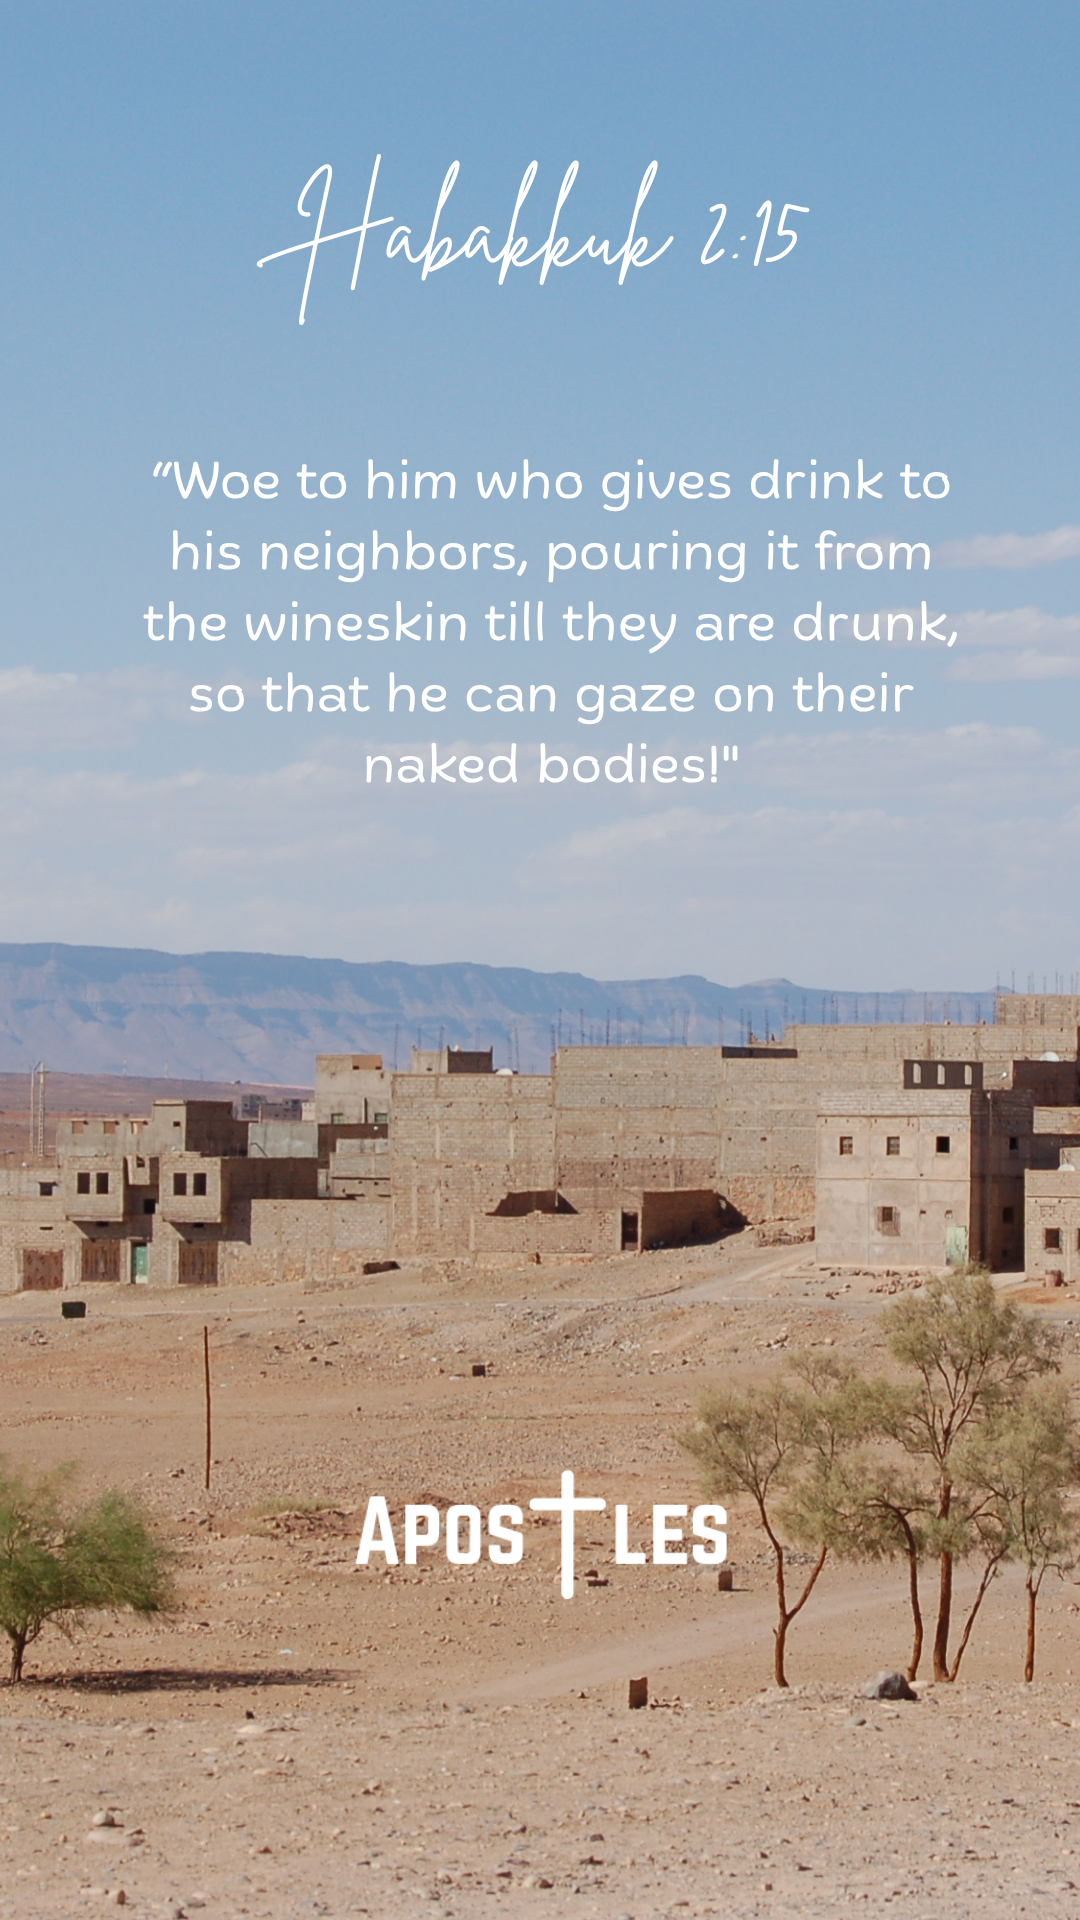 Habakkuk 2:15
“Woe to him who gives drink to
his neighbors, pouring it from
the wineskin till they are drunk,
so that he can gaze on their
naked bodies!"
APOSTLES